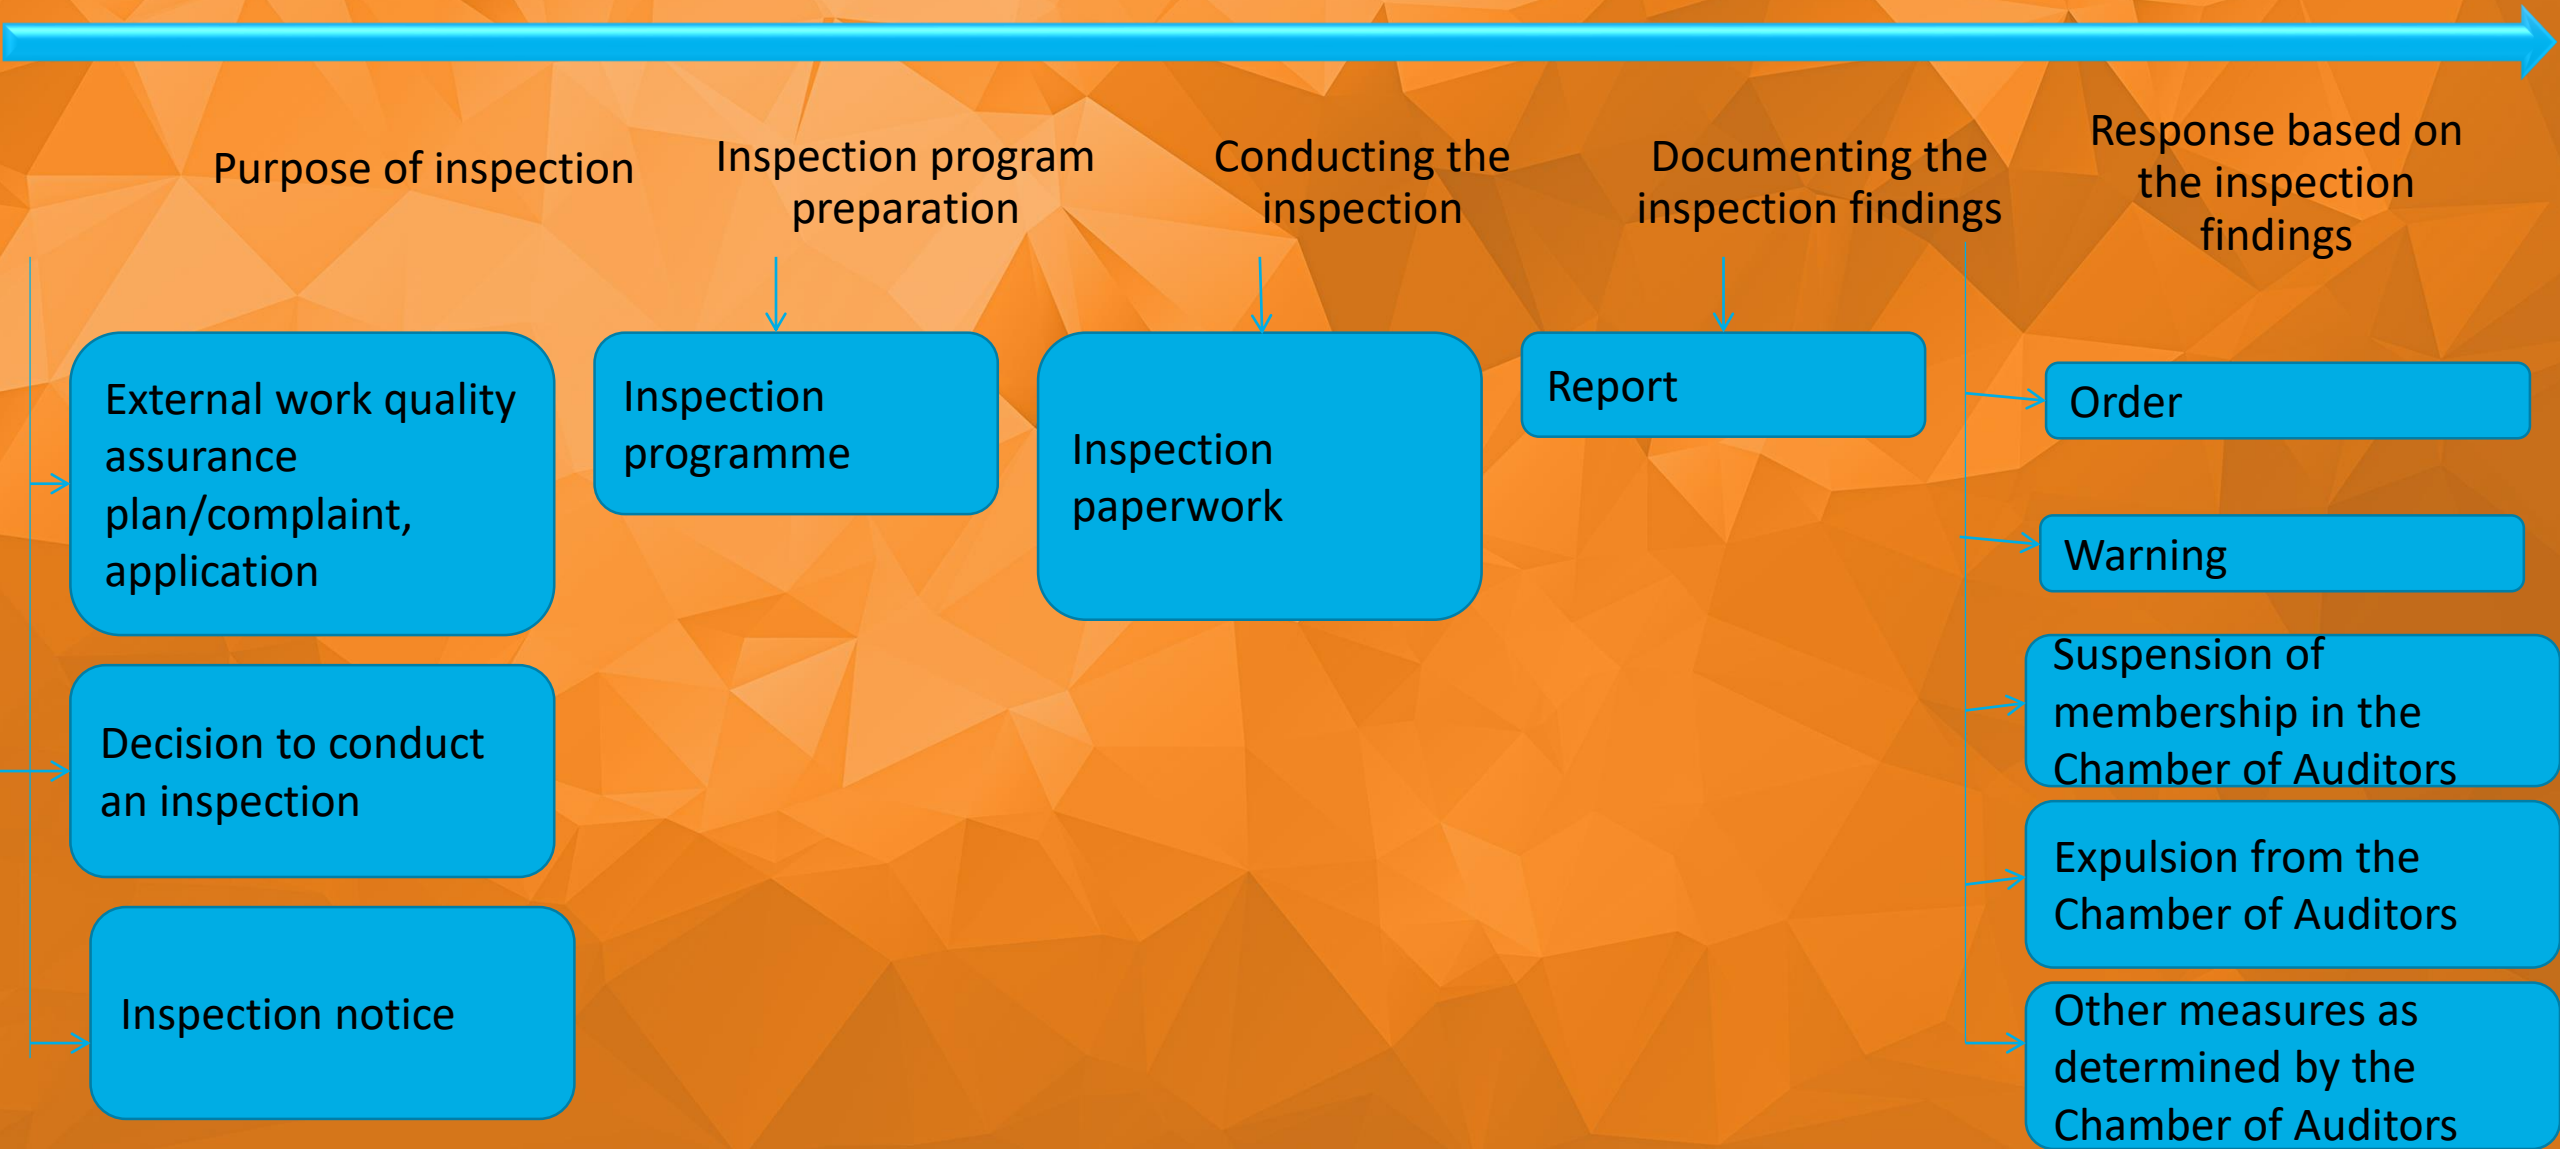 Purpose of inspection
Inspection program
preparation
Conducting the
inspection
Documenting the
inspection findings
Response based on
the inspection
findings
External work quality
assurance
plan/complaint,
application
Decision to conduct
an inspection
Inspection notice
Inspection
programme
Inspection
paperwork
Report
Order
Warning
Suspension of
membership in the
Chamber of Auditors
Expulsion from the
Chamber of Auditors
Other measures as
determined by the
Chamber of Auditors